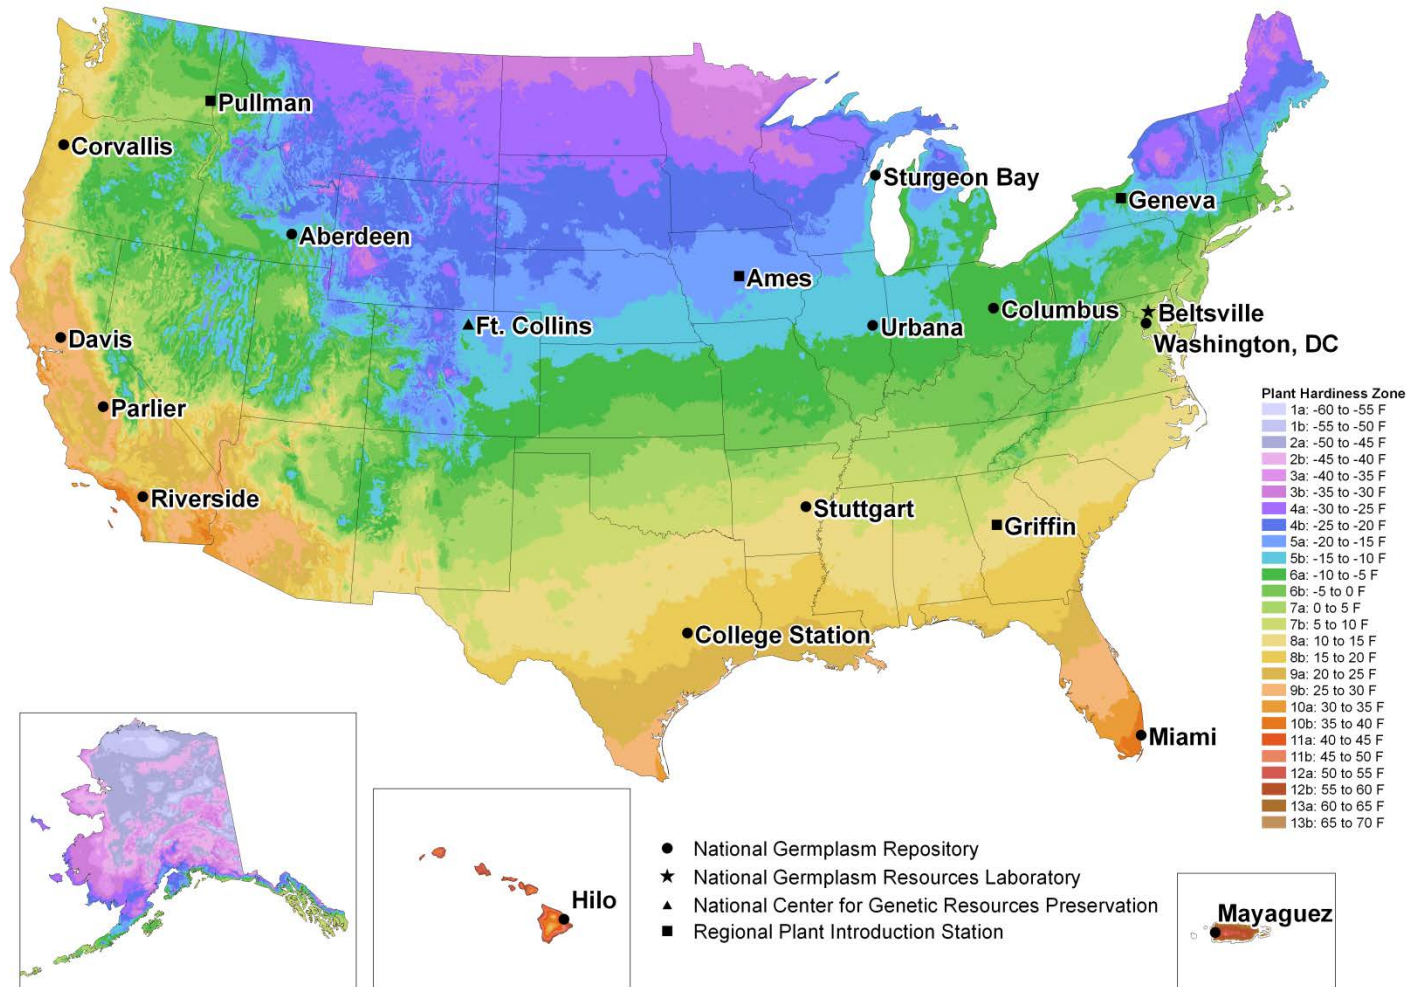 Pullman
Corvallis
Sturgeon Bay
Geneva
Aberdeen
Ames
Ft. Collins
Urbana
Columbus
Beltsville
Washington, DC
Davis
Parlier
Riverside
Stuttgart
Griffin
College Station
Miami
Plant Hardiness Zone
1a: -60 to -55 F
1b: -55 to -50 F
2a: -50 to -45 F
2b: -45 to -40 F
3a: -40 to -35 F
3b: -35 to -30 F
4a: -30 to -25 F
4b: -25 to -20 F
5a: -20 to -15 F
5b: -15 to -10 F
6a: -10 to -5 F
6b: -5 to 0 F
7a: 0 to 5 F
7b: 5 to 10 F
8a: 10 to 15 F
8b: 15 to 20 F
9a: 20 to 25 F
9b: 25 to 30 F
10a: 30 to 35 F
10b: 35 to 40 F
11a: 40 to 45 F
11b: 45 to 50 F
12a: 50 to 55 F
12b: 55 to 60 F
13a: 60 to 65 F
13b: 65 to 70 F
Hilo
National Germplasm Repository
National Germplasm Resources Laboratory
National Center for Genetic Resources Preservation
Regional Plant Introduction Station
Mayaguez